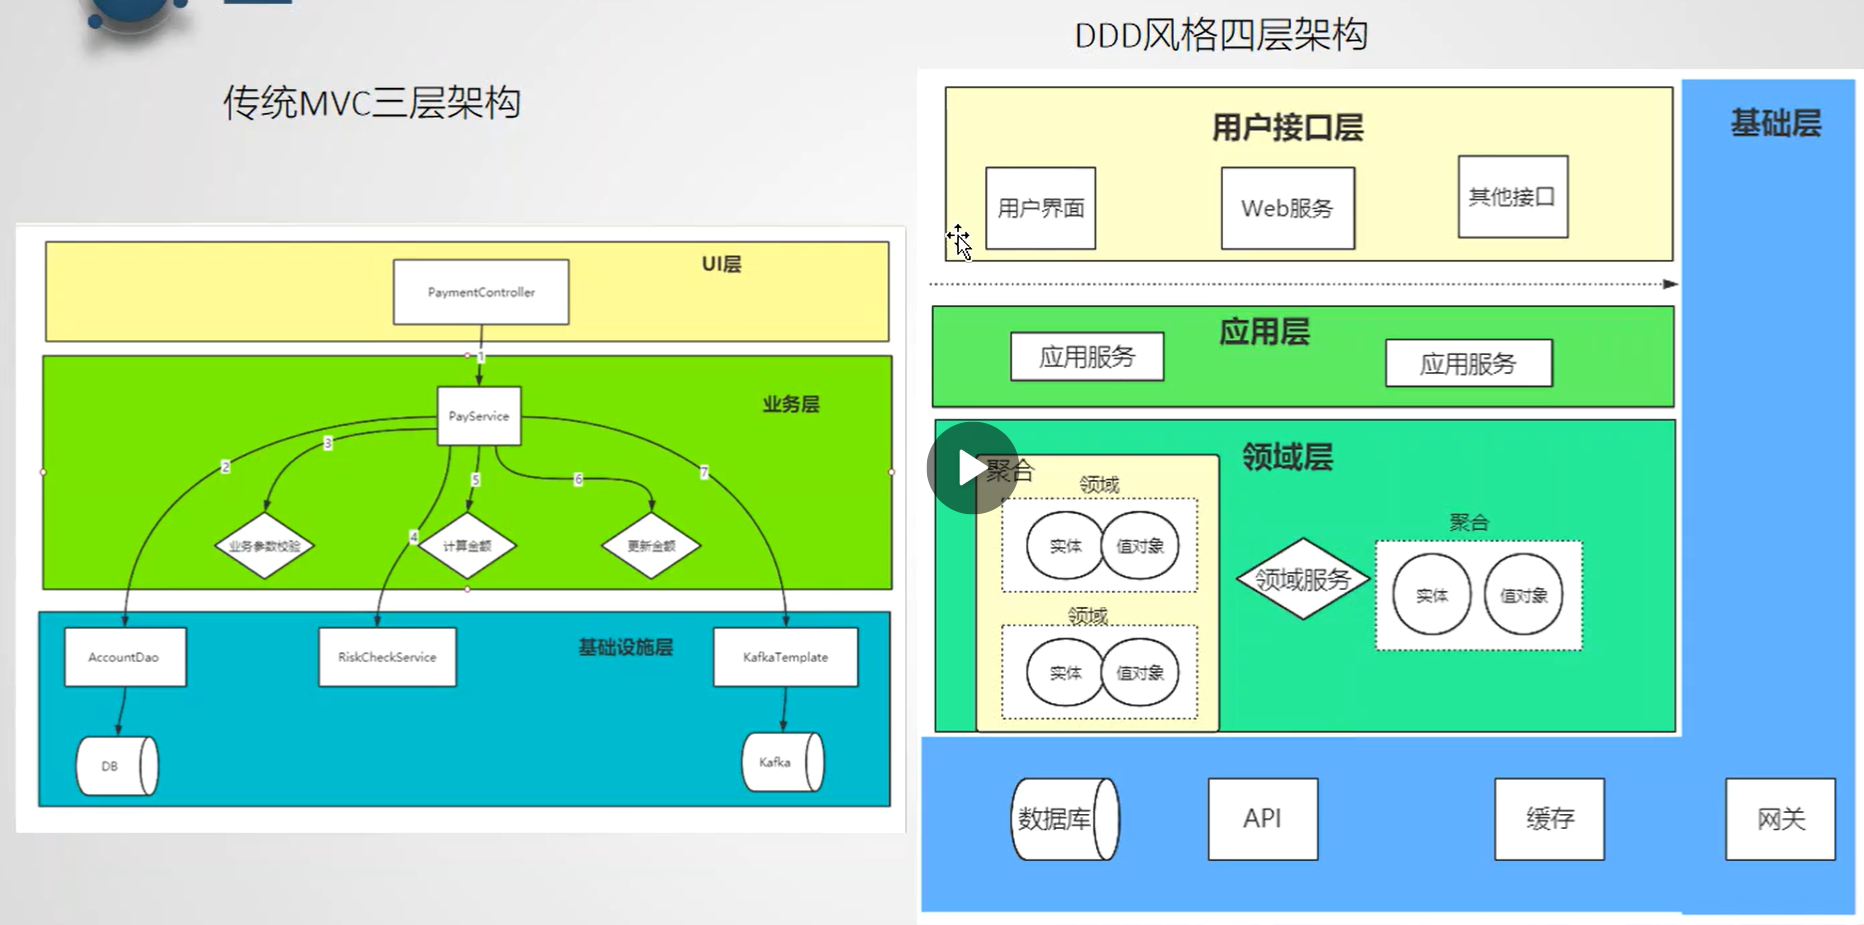 传统MVC三层架构
UI层
PaymentController
1
业务层
PayService
2
3
4
5
6
7
业务参数校验
计算金额
更新金额
基础设施层
AccountDao
RiskCheckService
KafkaTemplate
DB
Kafka
DDD风格四层架构
用户接口层
基础层
用户界面
Web服务
其他接口
应用层
应用服务
应用服务
领域层
聚合
领域
实体
值对象
领域
实体
值对象
领域服务
聚合
实体
值对象
数据库
API
缓存
网关